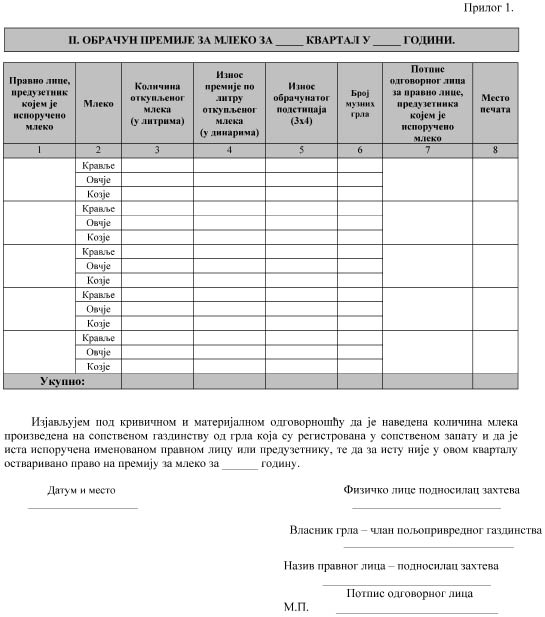 Прилог 1.
II. ОБРАЧУН ПРЕМИЈЕ ЗА МЛЕКО ЗА _____ КВАРТАЛ У _____ ГОДИНИ.
Правно лице, предузетник којем је испоручено млеко
Млеко
Количина откупљеног млека (у литрима)
Износ премије по литру откупљеног млека (у динарима)
Износ обрачунатог подстицаја (3х4)
Број музних грла
Потпис одговорног лица за правно лице, предузетника којем је испоручено млеко
Место печата
1 2 3 4 5 6 7 8
Кравље
Овчје
Козје
Кравље
Овчје
Козје
Кравље
Овчје
Козје
Кравље
Овчје
Козје
Кравље
Овчје
Козје
Укупно:
Изјављујем под кривичном и материјалном одговорношћу да је наведена количина млека
произведена на сопственом газдинству од грла која су регистрована у сопственом запату и да је
иста испоручена именованом правном лицу или предузетнику, те да за исту није у овом кварталу
остваривано право на премију за млеко за ______ годину.
Датум и место
Физичко лице подносилац захтева
Власник грла – члан пољопривредног газдинства
Назив правног лица – подносилац захтева
Потпис одговорног лица
М.П.